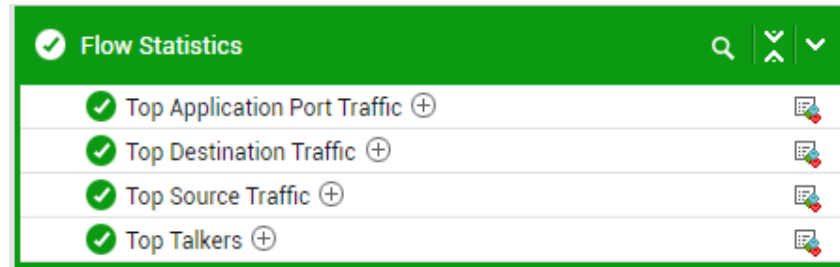 Flow Statistics
Top Application Port Traffic
Top Destination Traffic
Top Source Traffic
Top Talkers